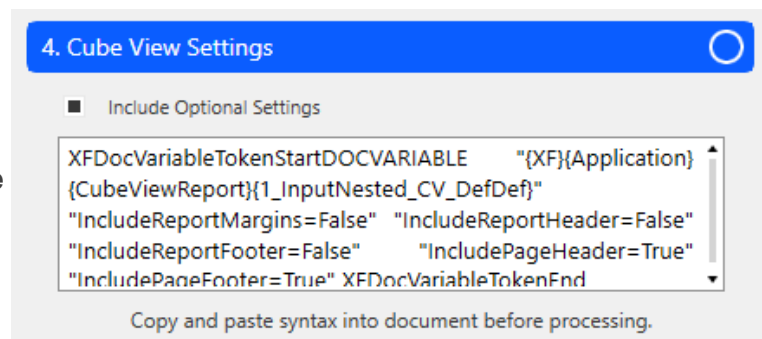 4. Cube View Settings
Include Optional Settings
XFDocVariableTokenStartDOCVARIABLE "{XF}{Application}
{CubeViewReport}{1_InputNested_CV_DefDef}"
"IncludeReportMargins=False" "IncludeReportHeader=False"
e
"IncludeReportFooter=False" "IncludePageHeader=True"
"IncludePageFooter=True" XFDocVariableTokenEnd
Copy and paste syntax into document before processing.